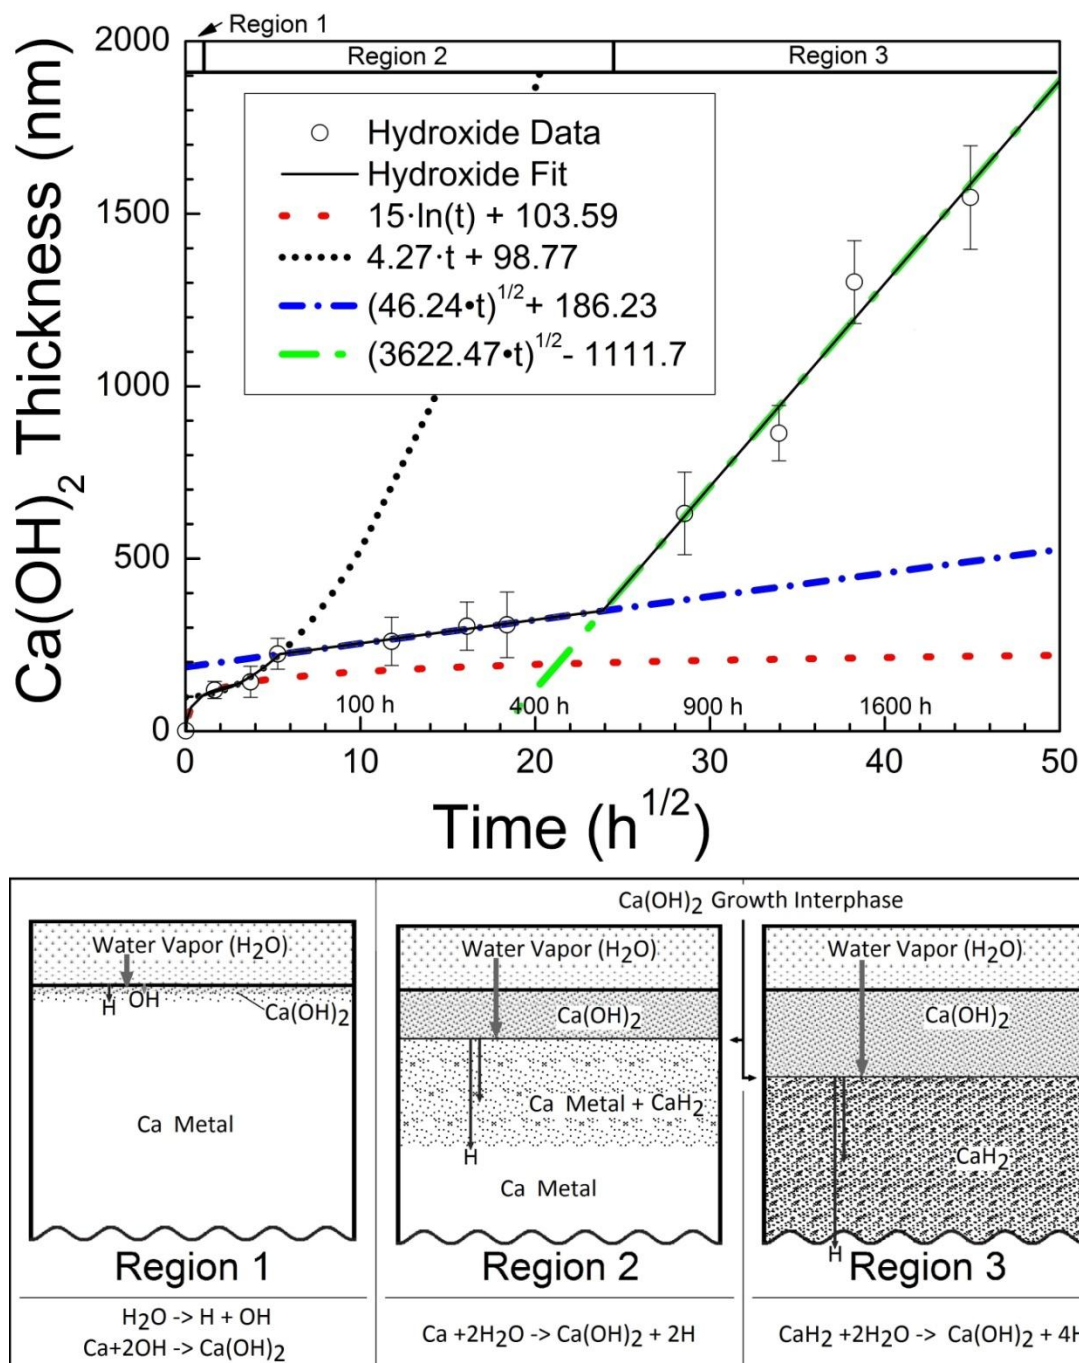 Region 1
Region 2
Region 3
Ca(OH)₂ Thickness (nm)
2000
1500
1000
500
0
Hydroxide Data
Hydroxide Fit
15·ln(t) + 103.59
4.27·t + 98.77
(46.24•t)^1/2 + 186.23
(3622.47•t)^1/2 - 1111.7
100 h
400 h
900 h
1600 h
0
10
20
30
40
50
Time (h^1/2)
Ca(OH)₂ Growth Interphase
Water Vapor (H₂O)
H
OH
Ca(OH)₂
Ca Metal
Region 1
H₂O -> H + OH
Ca+2OH -> Ca(OH)₂
Water Vapor (H₂O)
Ca(OH)₂
Ca Metal + CaH₂
H
Ca Metal
Region 2
Ca +2H₂O -> Ca(OH)₂ + 2H
Water Vapor (H₂O)
Ca(OH)₂
CaH₂
H
Region 3
CaH₂ +2H₂O -> Ca(OH)₂ + 4H